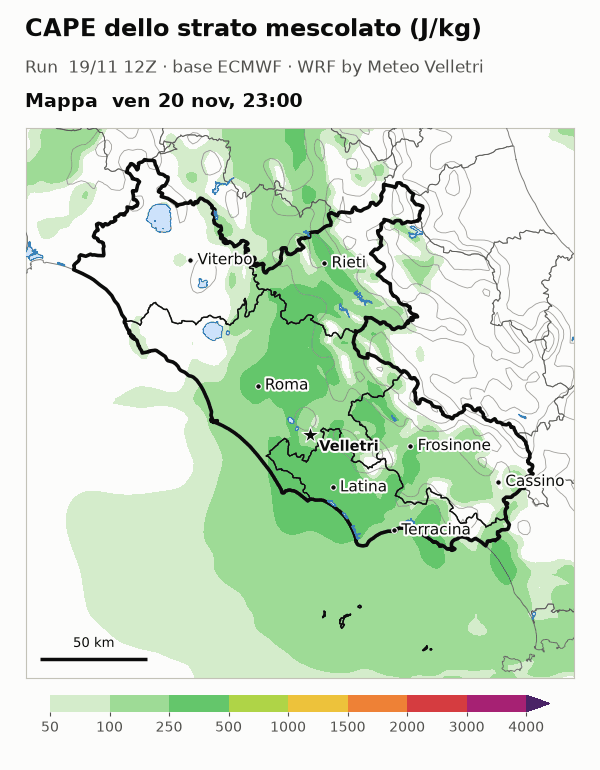 CAPE dello strato mescolato (J/kg)
Run  19/11 12Z · base ECMWF · WRF by Meteo Velletri
Mappa  ven 20 nov, 23:00
Viterbo
Rieti
Roma
Velletri
Frosinone
Cassino
Latina
Terracina
50 km
50 100 250 500 1000 1500 2000 3000 4000